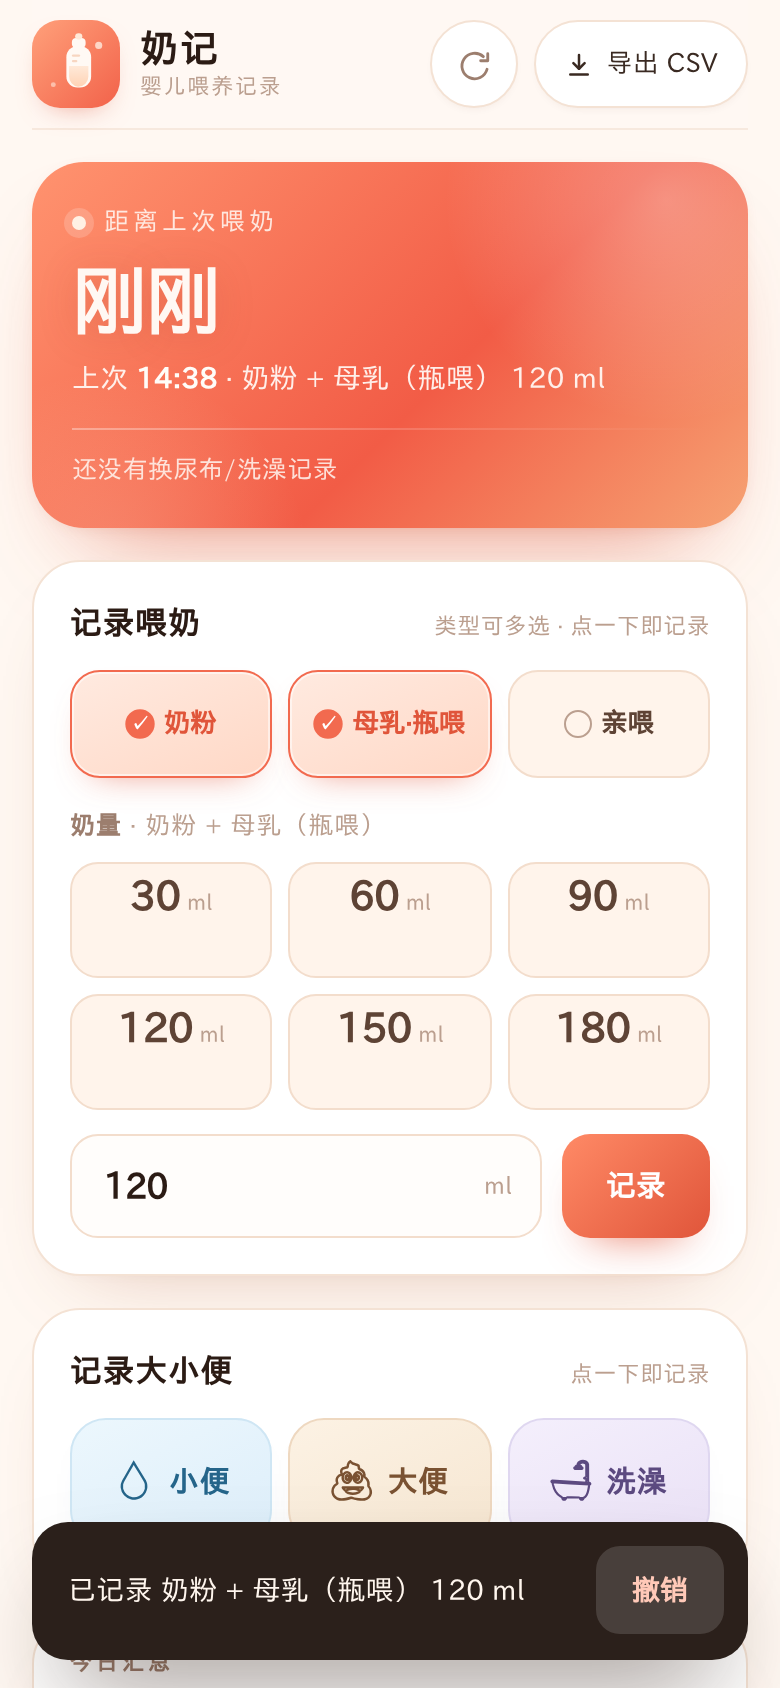 奶记
婴儿喂养记录
导出 CSV
距离上次喂奶
刚刚
上次 14:38 · 奶粉 + 母乳（瓶喂） 120 ml
还没有换尿布/洗澡记录
记录喂奶
类型可多选 · 点一下即记录
奶粉
母乳·瓶喂
亲喂
奶量 · 奶粉 + 母乳（瓶喂）
30 ml
60 ml
90 ml
120 ml
150 ml
180 ml
120 ml
记录
记录大小便
点一下即记录
小便
大便
洗澡
已记录 奶粉 + 母乳（瓶喂） 120 ml
撤销
今日汇总